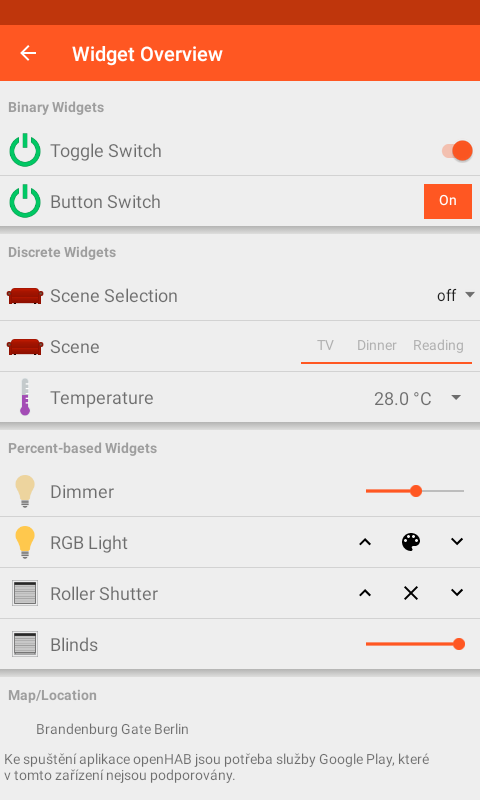 Widget Overview
Binary Widgets
Toggle Switch
Button Switch
On
Discrete Widgets
Scene Selection
off
Scene
TV Dinner Reading
Temperature
28.0 °C
Percent-based Widgets
Dimmer
RGB Light
Roller Shutter
Blinds
Map/Location
Brandenburg Gate Berlin
Ke spuštění aplikace openHAB jsou potřeba služby Google Play, které
v tomto zařízení nejsou podporovány.